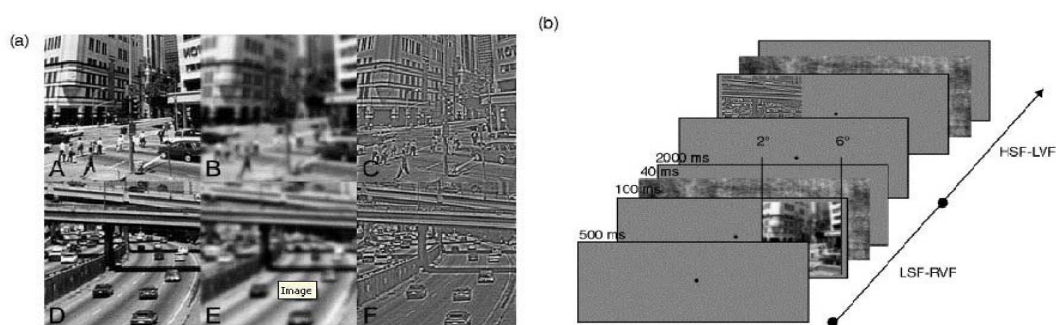 (a)
A
B
C
D
E
F
Image
(b)
2°
6°
2000 ms
40 ms
100 ms
500 ms
HSF-LVF
LSF-RVF